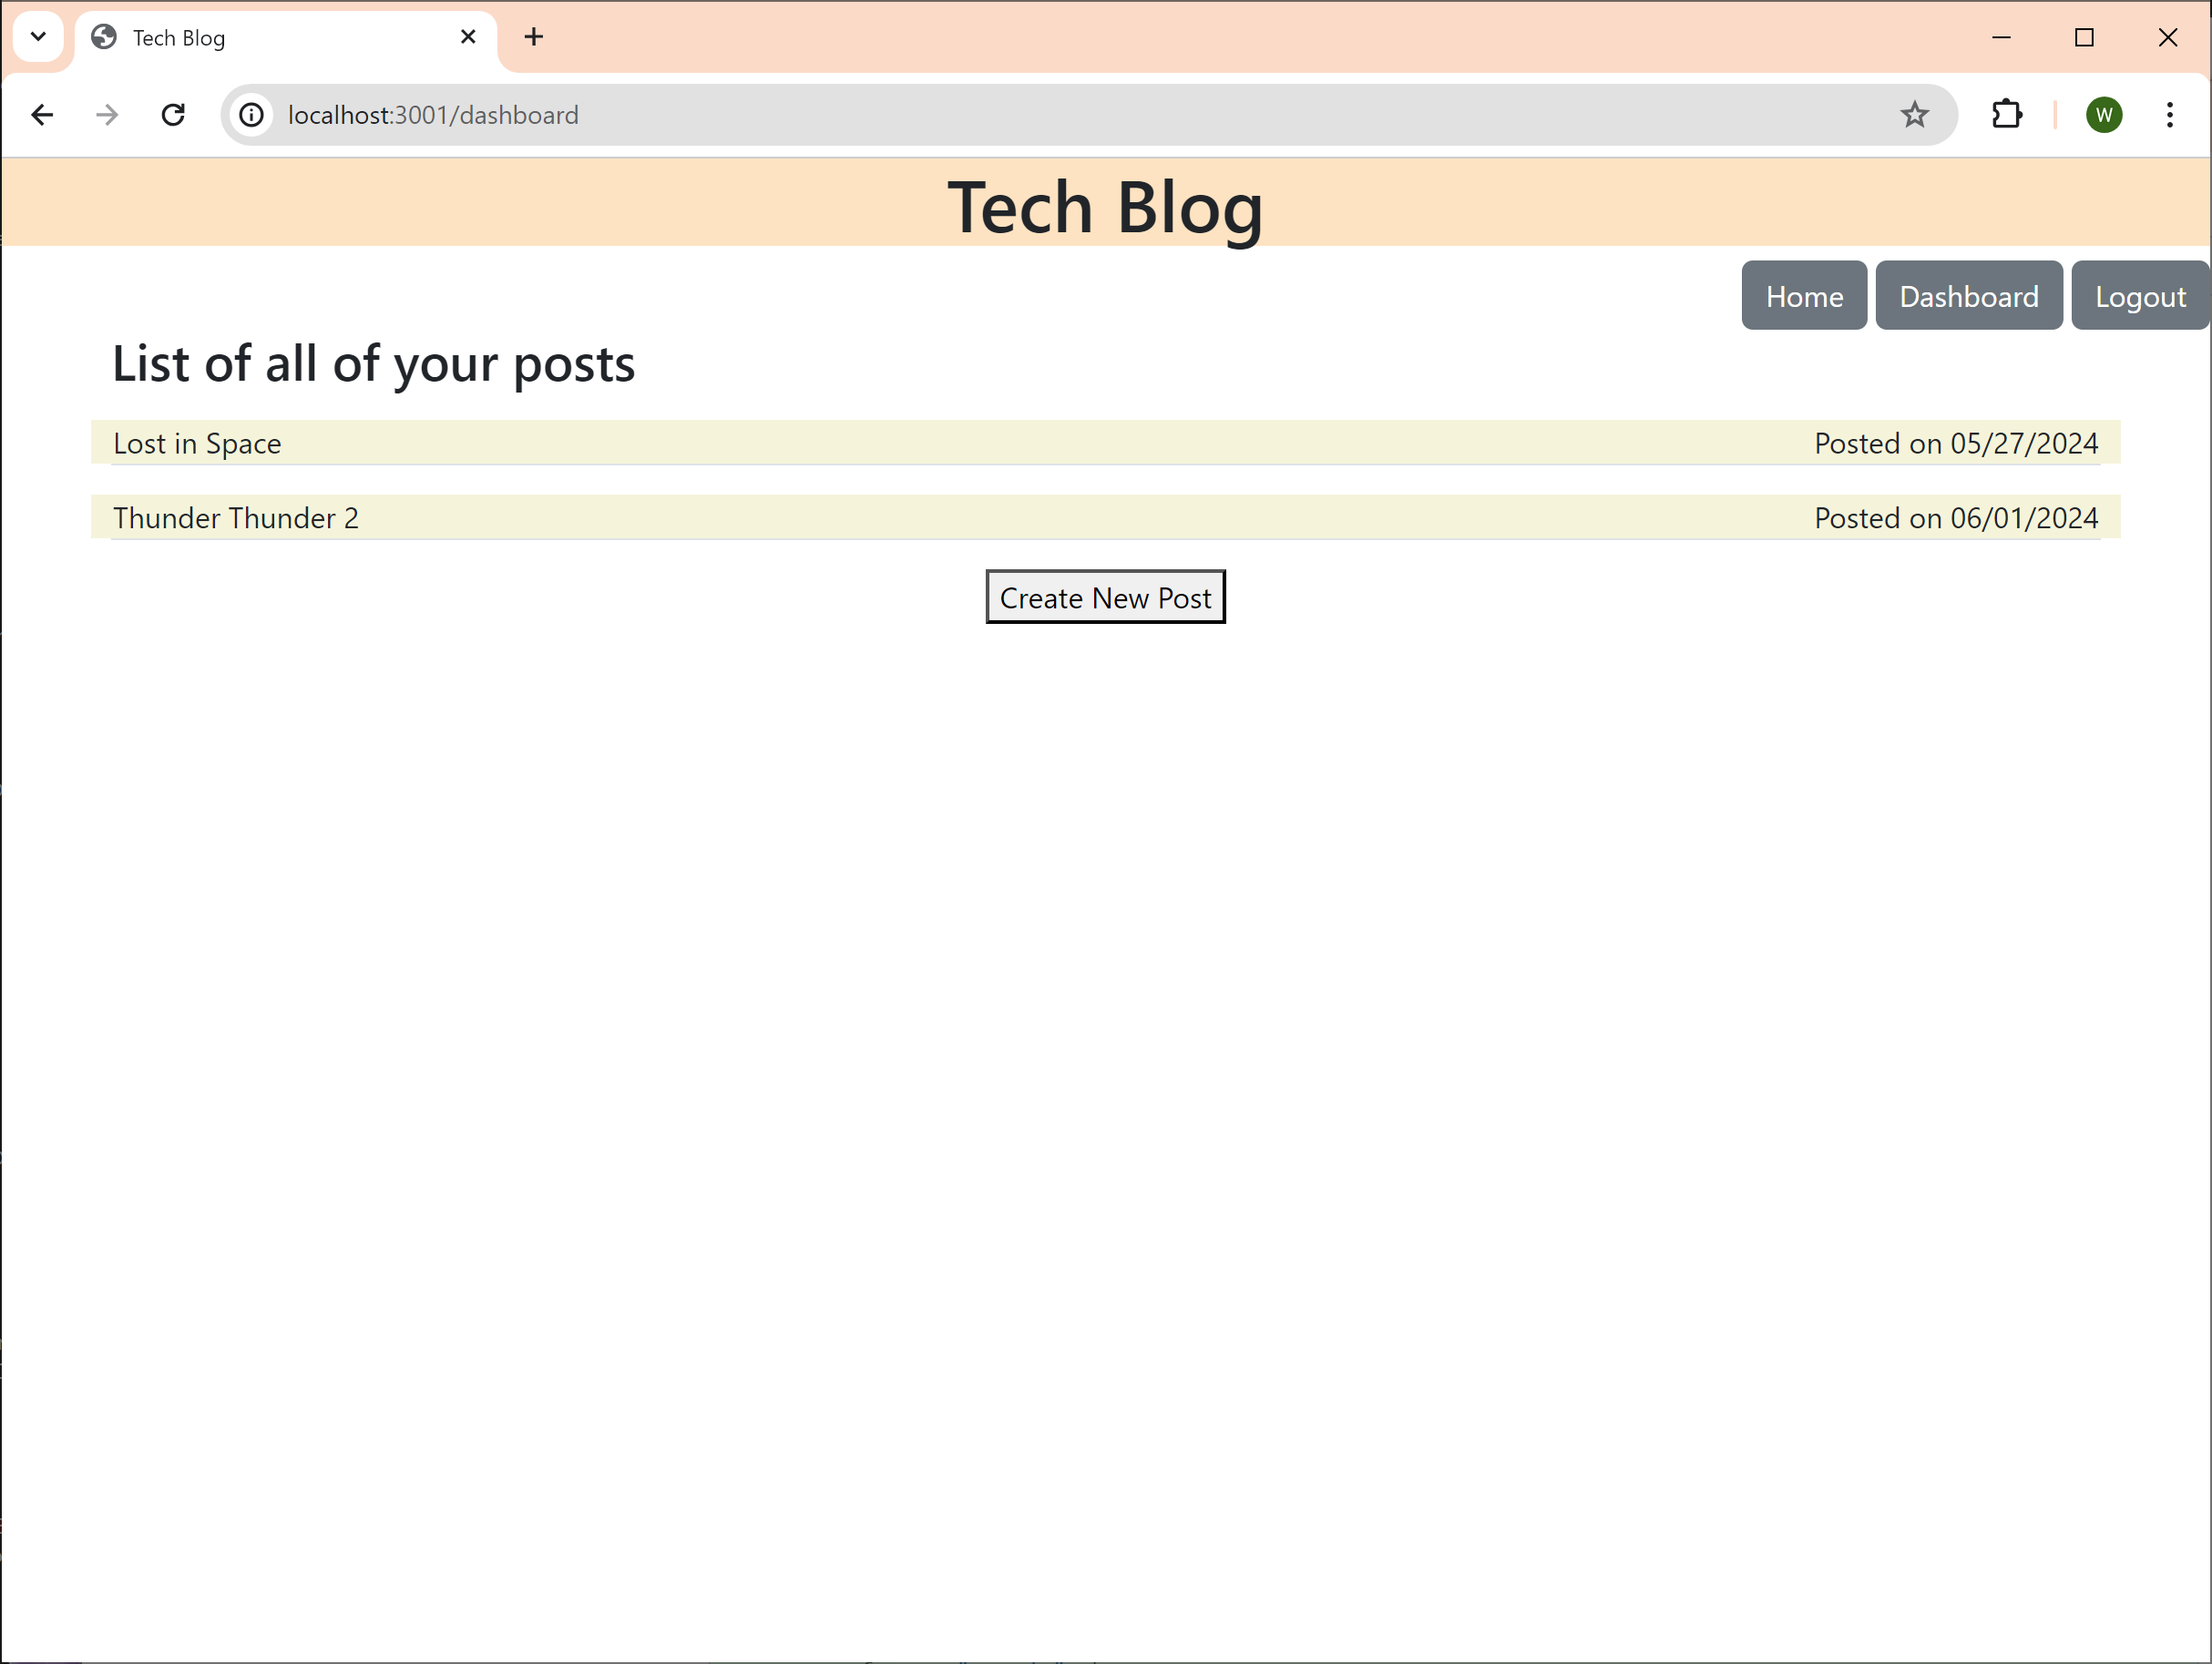 Tech Blog
localhost:3001/dashboard
W
Tech Blog
Home Dashboard Logout
List of all of your posts
Lost in Space Posted on 05/27/2024
Thunder Thunder 2 Posted on 06/01/2024
Create New Post